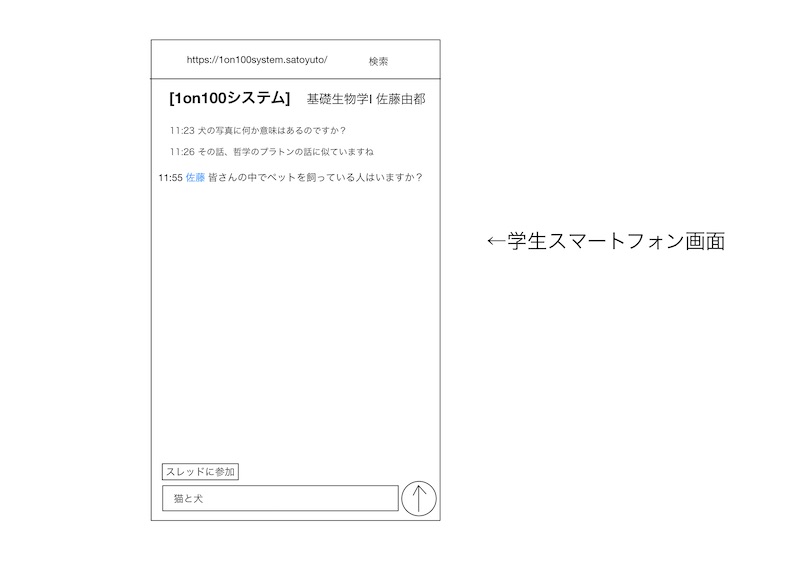 https://1on100system.satoyuto/ 検索
[1on100システム] 基礎生物学I 佐藤由都
11:23 犬の写真に何か意味はあるのですか？
11:26 その話、哲学のプラトンの話に似ていますね
11:55 佐藤 皆さんの中でペットを飼っている人はいますか？
←学生スマートフォン画面
スレッドに参加
猫と犬